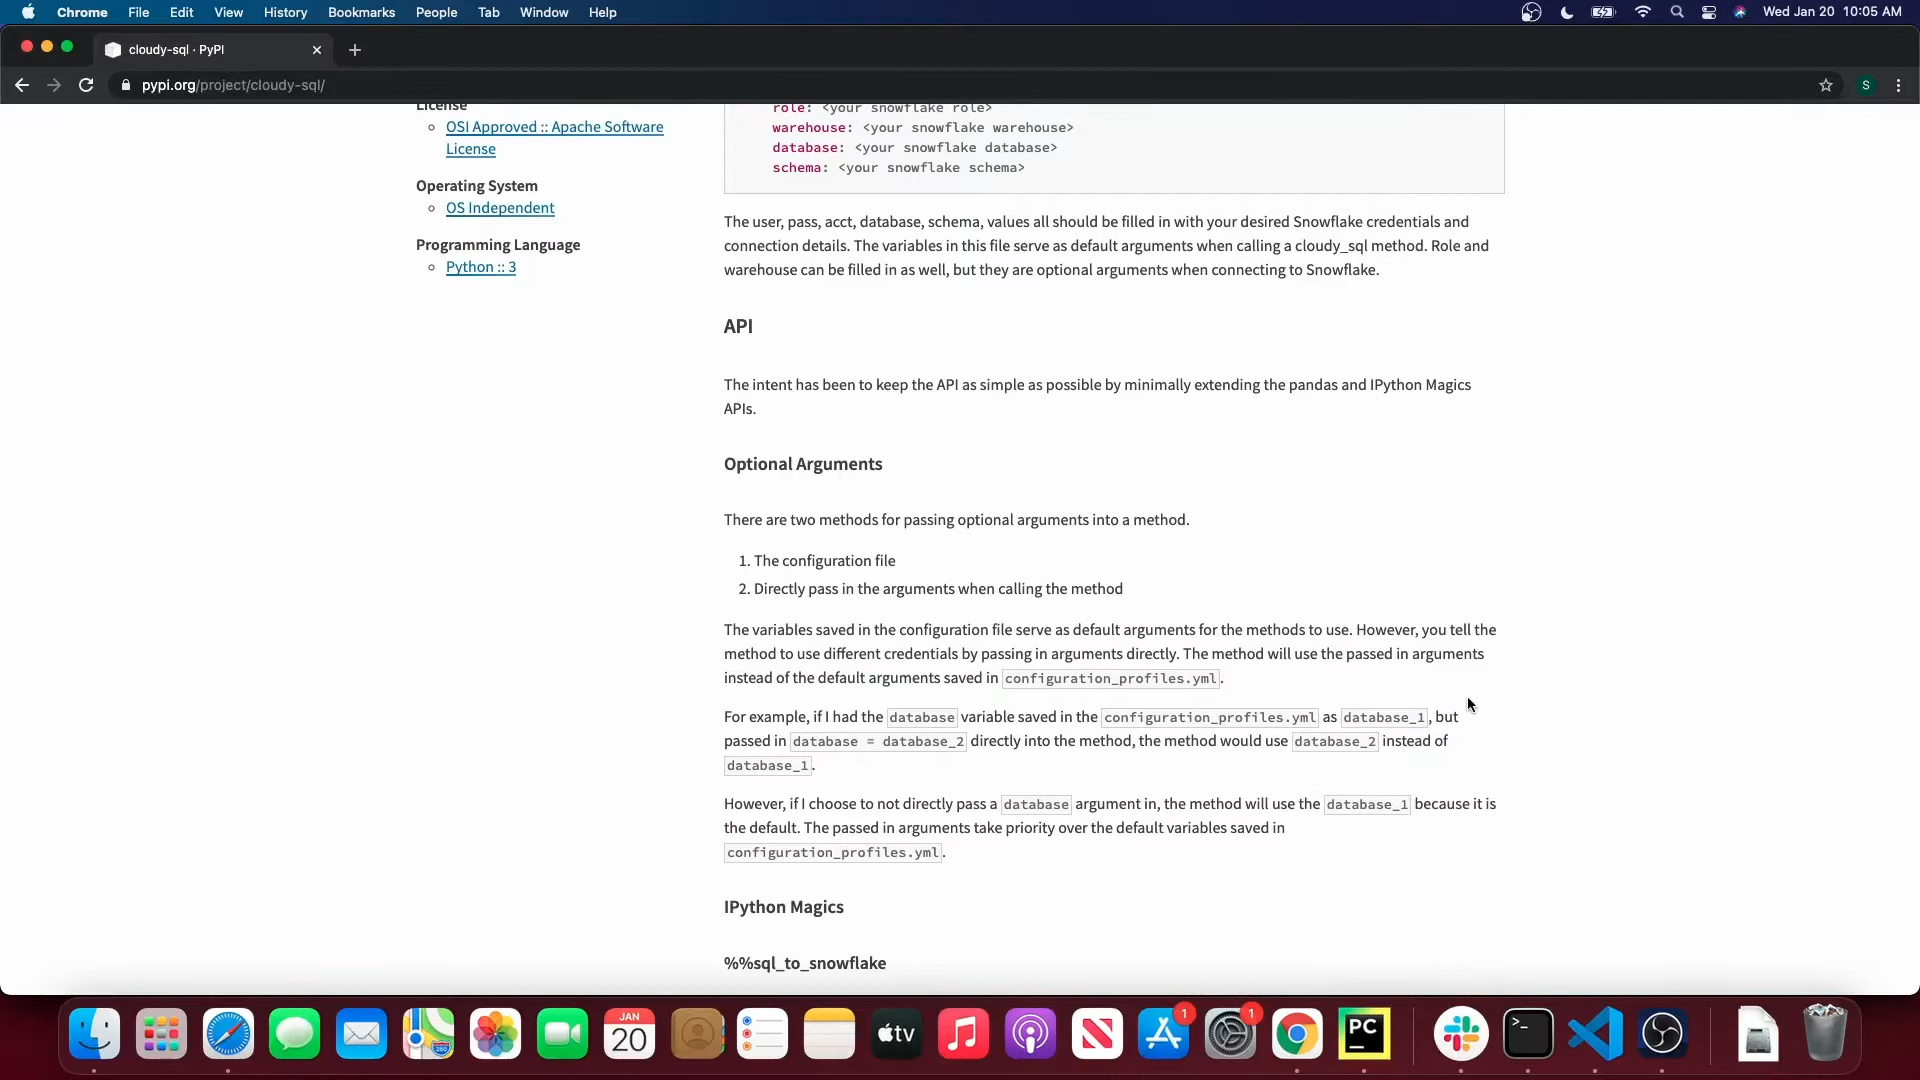 Chrome File Edit View History Bookmarks People Tab Window Help
Wed Jan 20 10:05 AM
cloudy-sql · PyPI
pypi.org/project/cloudy-sql/
S
License
OSI Approved :: Apache Software
License
Operating System
OS Independent
Programming Language
Python :: 3
role: <your snowflake role>
warehouse: <your snowflake warehouse>
database: <your snowflake database>
schema: <your snowflake schema>
The user, pass, acct, database, schema, values all should be filled in with your desired Snowflake credentials and
connection details. The variables in this file serve as default arguments when calling a cloudy_sql method. Role and
warehouse can be filled in as well, but they are optional arguments when connecting to Snowflake.
API
The intent has been to keep the API as simple as possible by minimally extending the pandas and IPython Magics
APIs.
Optional Arguments
There are two methods for passing optional arguments into a method.
1. The configuration file
2. Directly pass in the arguments when calling the method
The variables saved in the configuration file serve as default arguments for the methods to use. However, you tell the
method to use different credentials by passing in arguments directly. The method will use the passed in arguments
instead of the default arguments saved in configuration_profiles.yml.
For example, if I had the database variable saved in the configuration_profiles.yml as database_1, but
passed in database = database_2 directly into the method, the method would use database_2 instead of
database_1.
However, if I choose to not directly pass a database argument in, the method will use the database_1 because it is
the default. The passed in arguments take priority over the default variables saved in
configuration_profiles.yml.
IPython Magics
%%sql_to_snowflake
280
JAN
20
tv
1
1
PC
>_